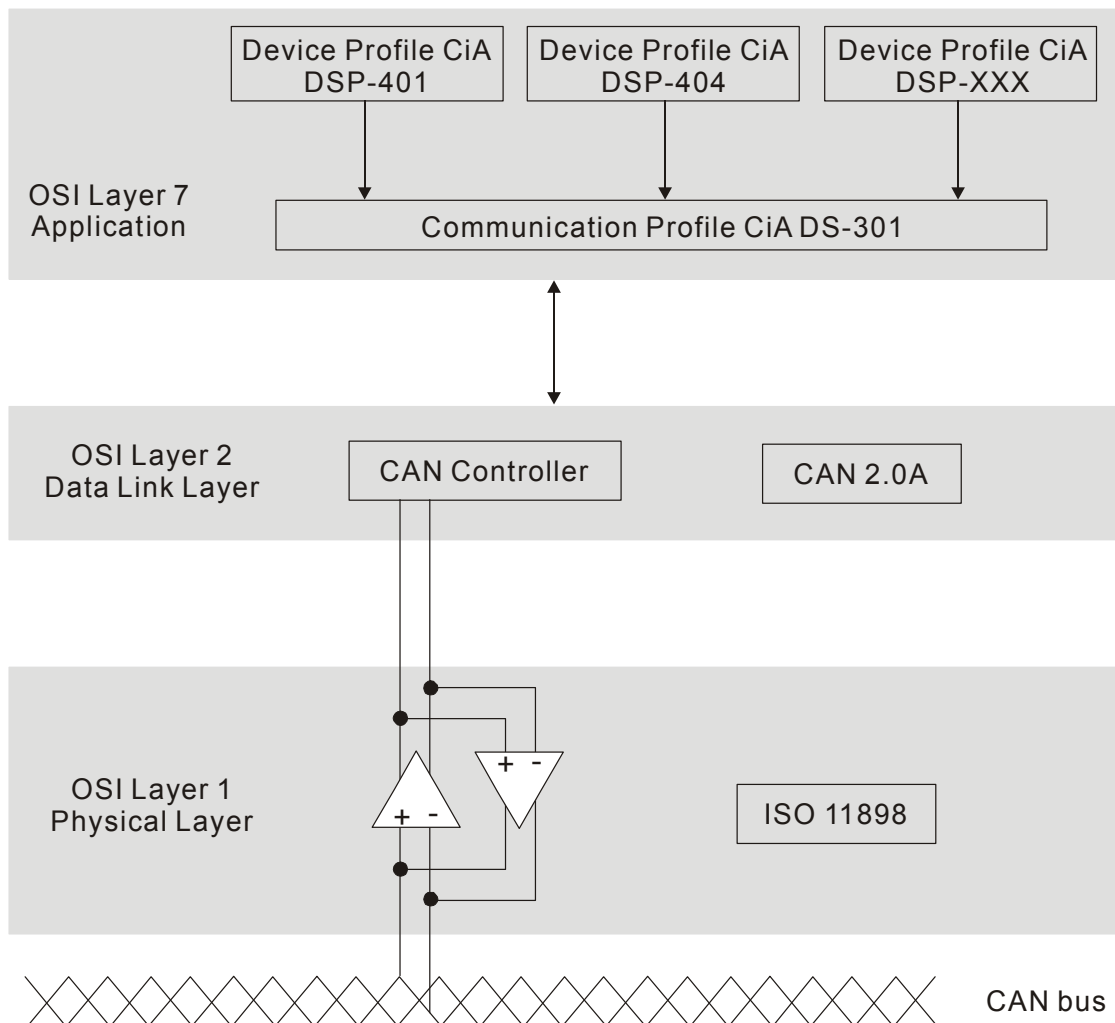 Device Profile CiA
DSP-401
Device Profile CiA
DSP-404
Device Profile CiA
DSP-XXX
OSI Layer 7
Application
Communication Profile CiA DS-301
OSI Layer 2
Data Link Layer
CAN Controller
CAN 2.0A
OSI Layer 1
Physical Layer
+ -
+ -
ISO 11898
CAN bus